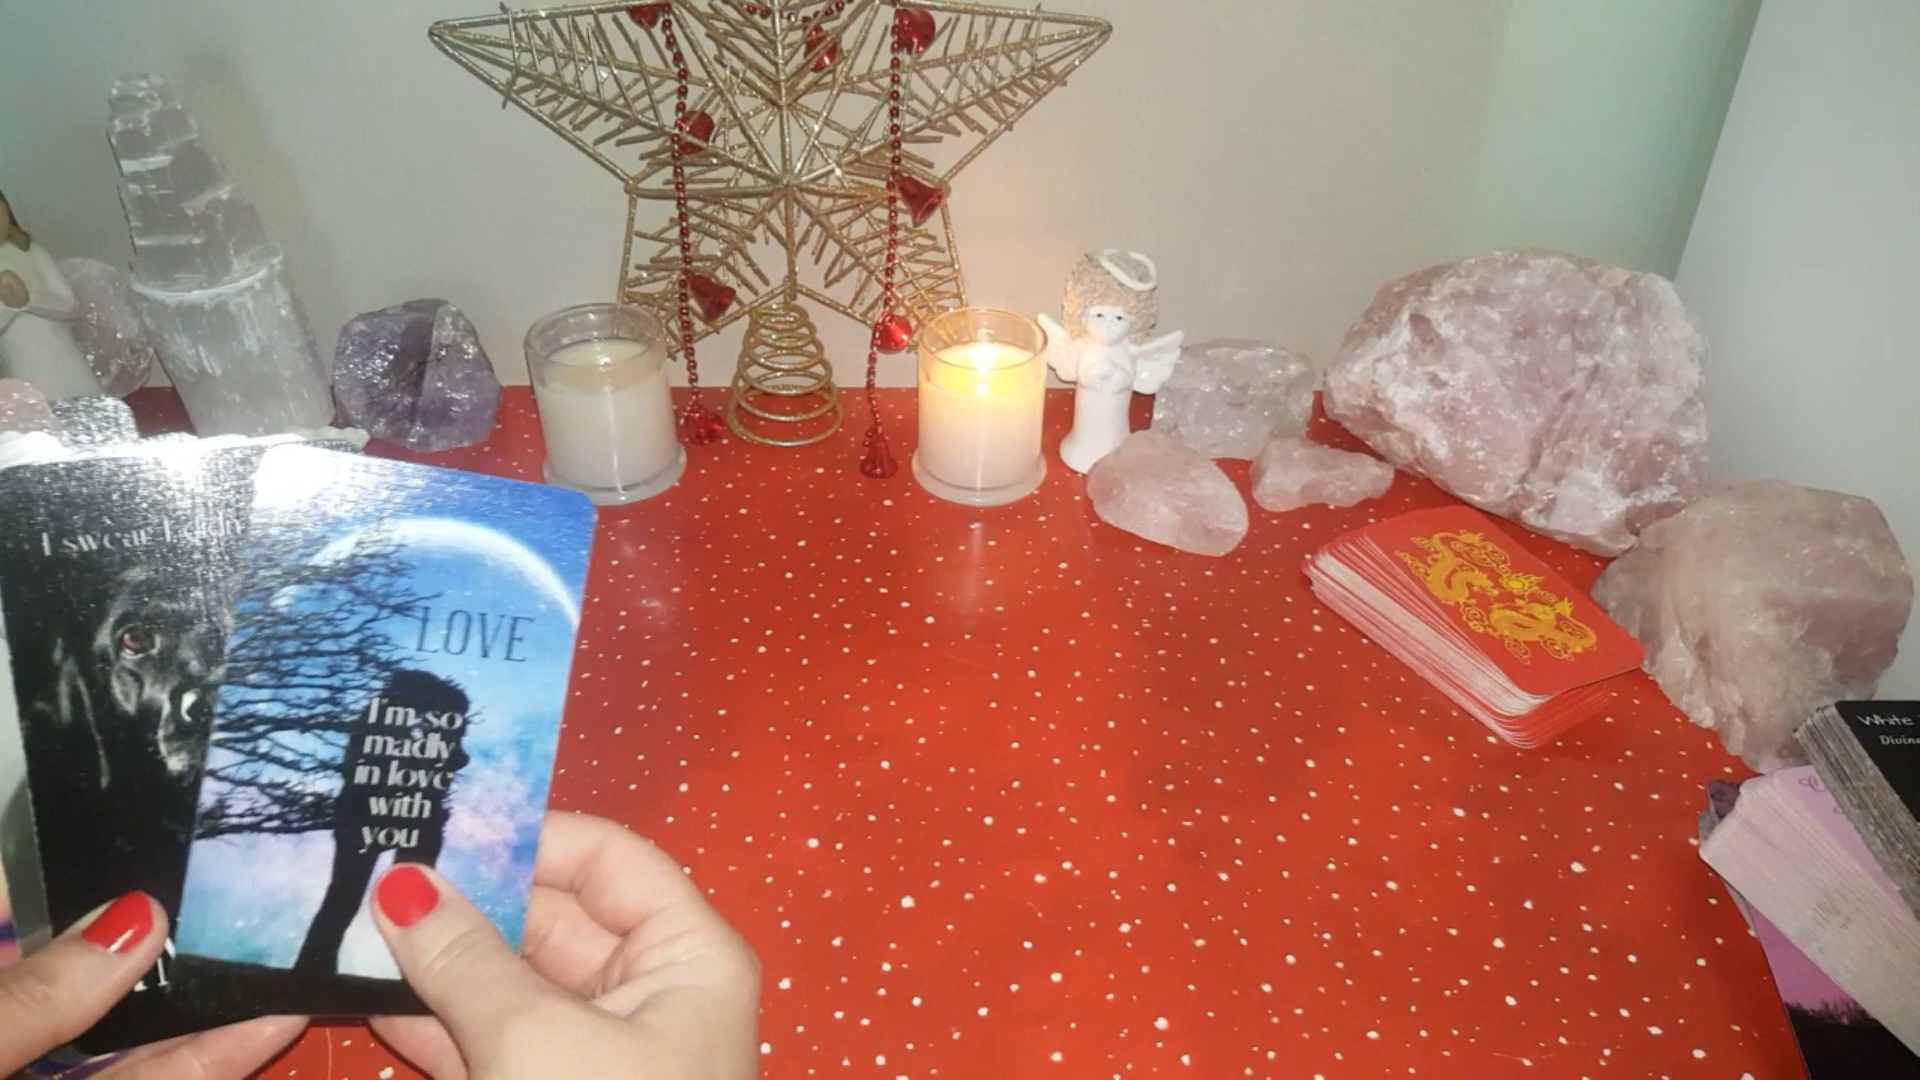 I swear I didn
LOVE
I'm so
madly
in love
with
you
White
Divine